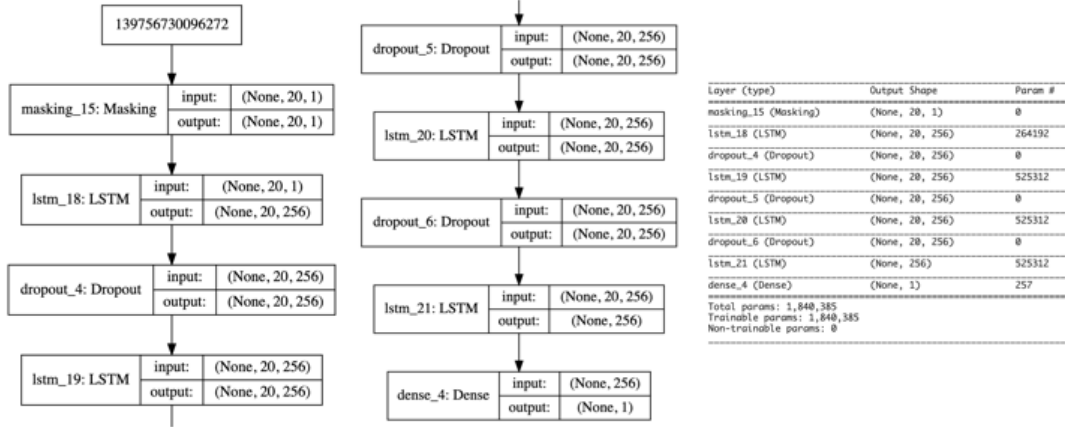 139756730096272
masking_15: Masking
input: (None, 20, 1)
output: (None, 20, 1)
lstm_18: LSTM
input: (None, 20, 1)
output: (None, 20, 256)
dropout_4: Dropout
input: (None, 20, 256)
output: (None, 20, 256)
lstm_19: LSTM
input: (None, 20, 256)
output: (None, 20, 256)
dropout_5: Dropout
input: (None, 20, 256)
output: (None, 20, 256)
lstm_20: LSTM
input: (None, 20, 256)
output: (None, 20, 256)
dropout_6: Dropout
input: (None, 20, 256)
output: (None, 20, 256)
lstm_21: LSTM
input: (None, 20, 256)
output: (None, 256)
dense_4: Dense
input: (None, 256)
output: (None, 1)
Layer (type) Output Shape Param #
masking_15 (Masking) (None, 20, 1) 0
lstm_18 (LSTM) (None, 20, 256) 264192
dropout_4 (Dropout) (None, 20, 256) 0
lstm_19 (LSTM) (None, 20, 256) 525312
dropout_5 (Dropout) (None, 20, 256) 0
lstm_20 (LSTM) (None, 20, 256) 525312
dropout_6 (Dropout) (None, 20, 256) 0
lstm_21 (LSTM) (None, 256) 525312
dense_4 (Dense) (None, 1) 257
Total params: 1,840,385
Trainable params: 1,840,385
Non-trainable params: 0